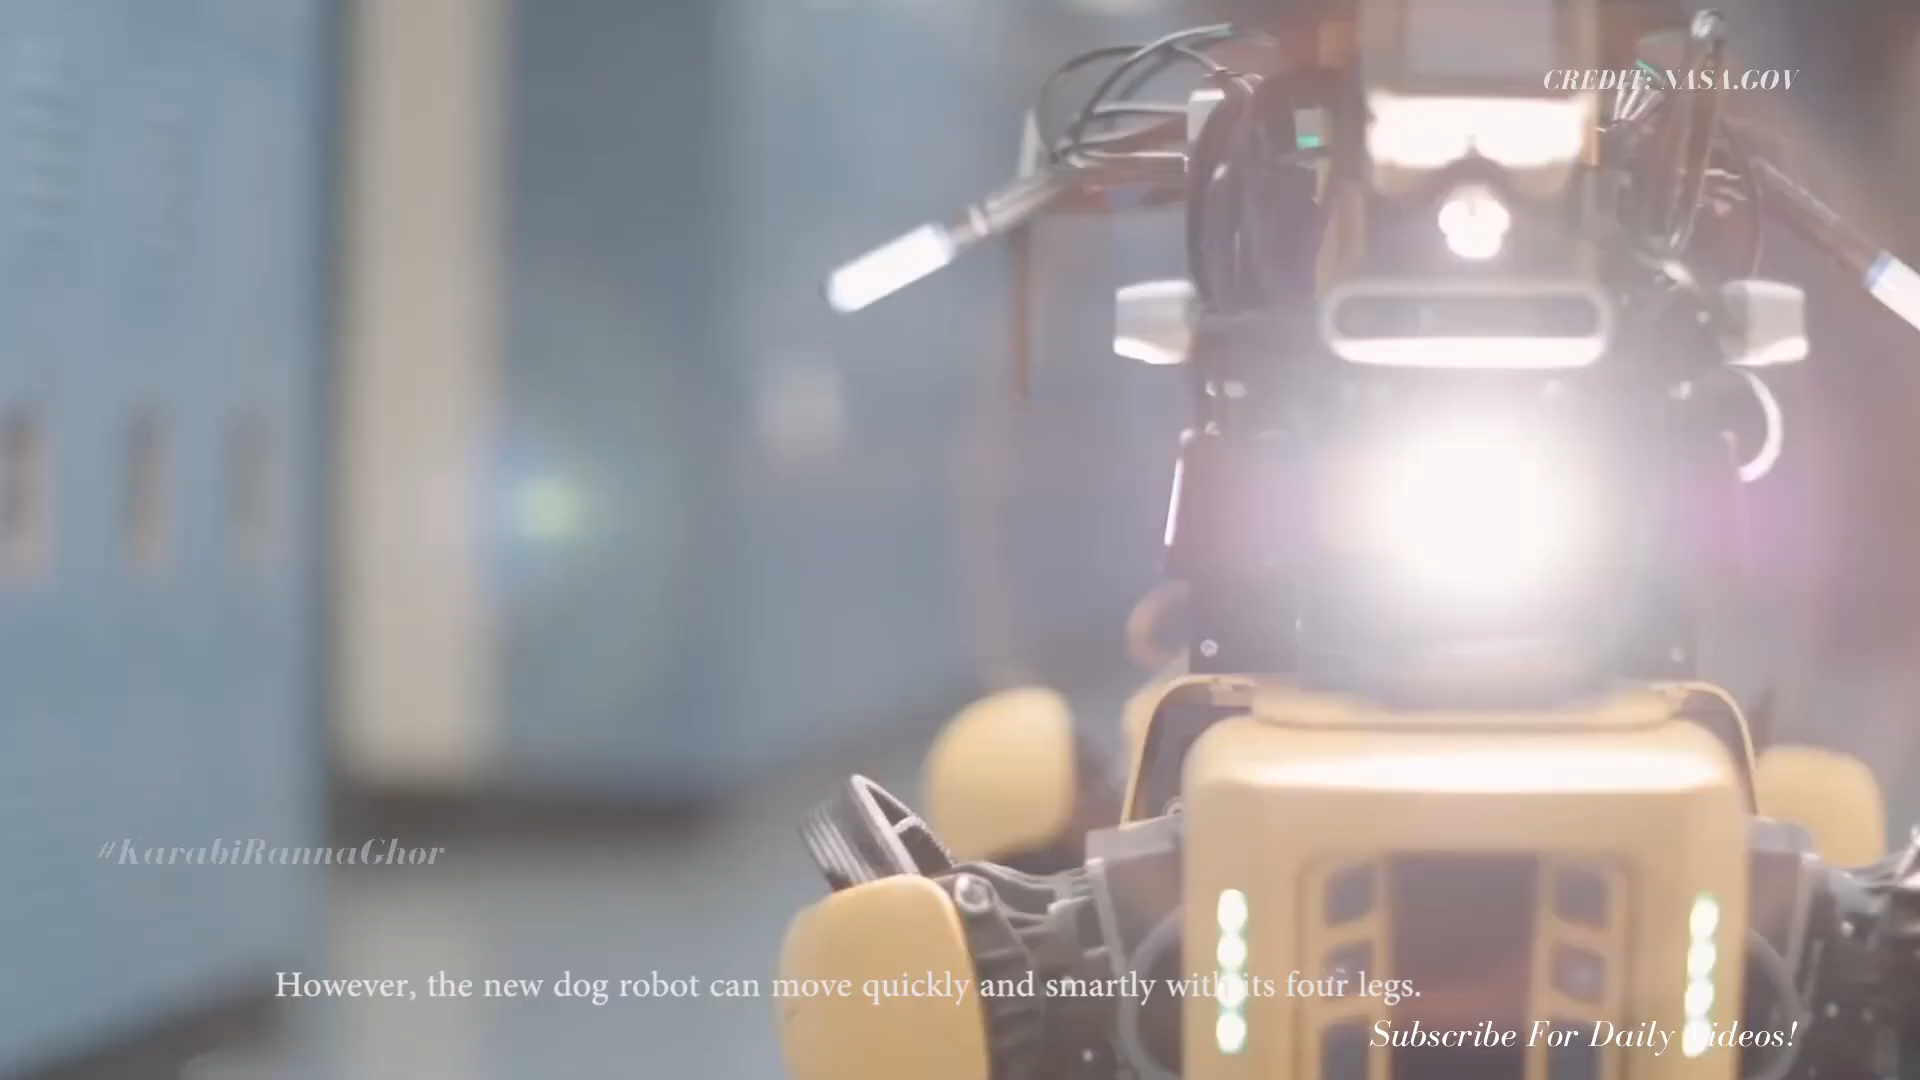 CREDIT: NASA.GOV
#KarabiRannaGhor
However, the new dog robot can move quickly and smartly with its four legs.
Subscribe For Daily Videos!